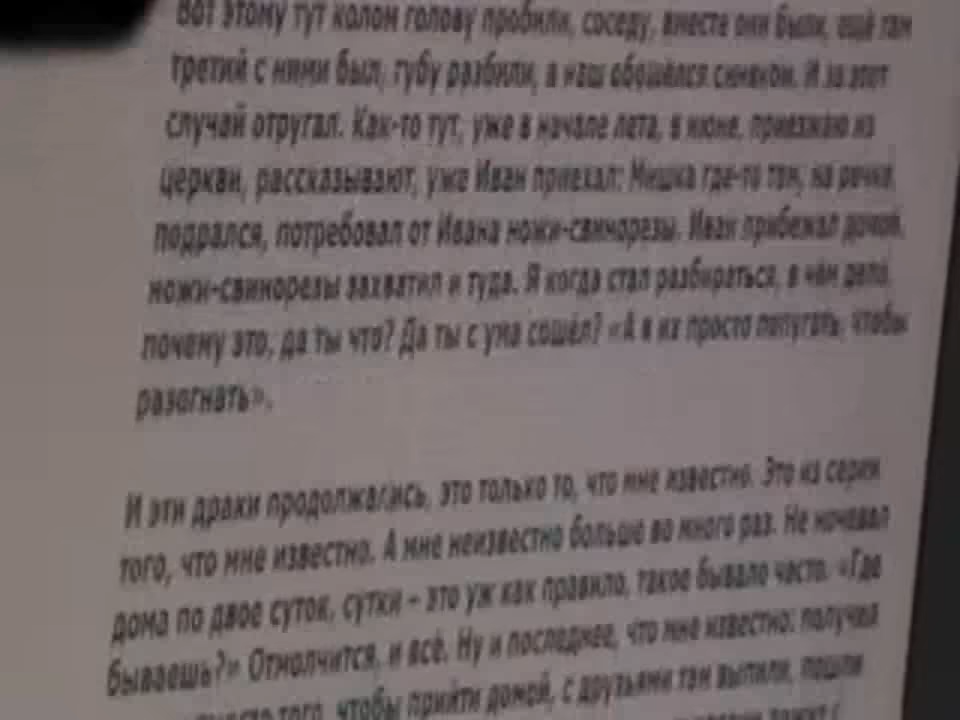 Вот этому тут колом голову пробили, соседу, вместе они были, ещё там
третий с ними был, губу разбили, а наш обошёлся синяком. И за этот
случай отругал. Как-то тут, уже в начале лета, в июне, приезжаю из
церкви, рассказывают, уже Иван приехал: Мишка где-то там, на речке,
подрался, потребовал от Ивана ножи-свинорезы. Иван прибежал домой,
ножи-свинорезы захватил и туда. Я когда стал разбираться, в чём дело,
почему это, да ты что? Да ты с ума сошёл? «А я их просто попугать, чтобы
разогнать».
И эти драки продолжались, это только то, что мне известно. Это из серии
того, что мне известно. А мне неизвестно больше во много раз. Не ночевал
дома по двое суток, сутки – это уж как правило, такое бывало часто. «Где
бываешь?» Отмолчится, и всё. Ну и последнее, что мне известно: получил
того, чтобы прийти домой, с друзьями там выпили, пошли